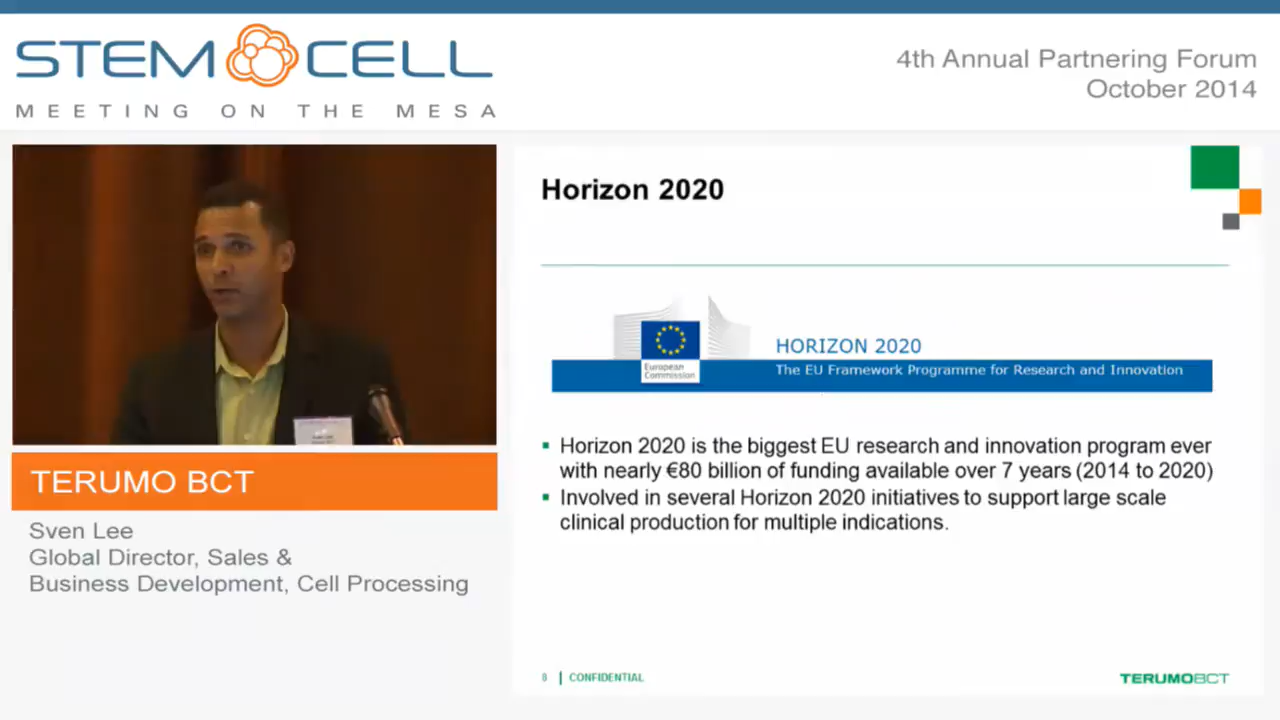 STEM CELL
MEETING ON THE MESA
4th Annual Partnering Forum
October 2014
TERUMO BCT
Sven Lee
Global Director, Sales &
Business Development, Cell Processing
Horizon 2020
European
Commission
HORIZON 2020
The EU Framework Programme for Research and Innovation
▪ Horizon 2020 is the biggest EU research and innovation program ever
with nearly €80 billion of funding available over 7 years (2014 to 2020)
▪ Involved in several Horizon 2020 initiatives to support large scale
clinical production for multiple indications.
8 | CONFIDENTIAL
TERUMOBCT